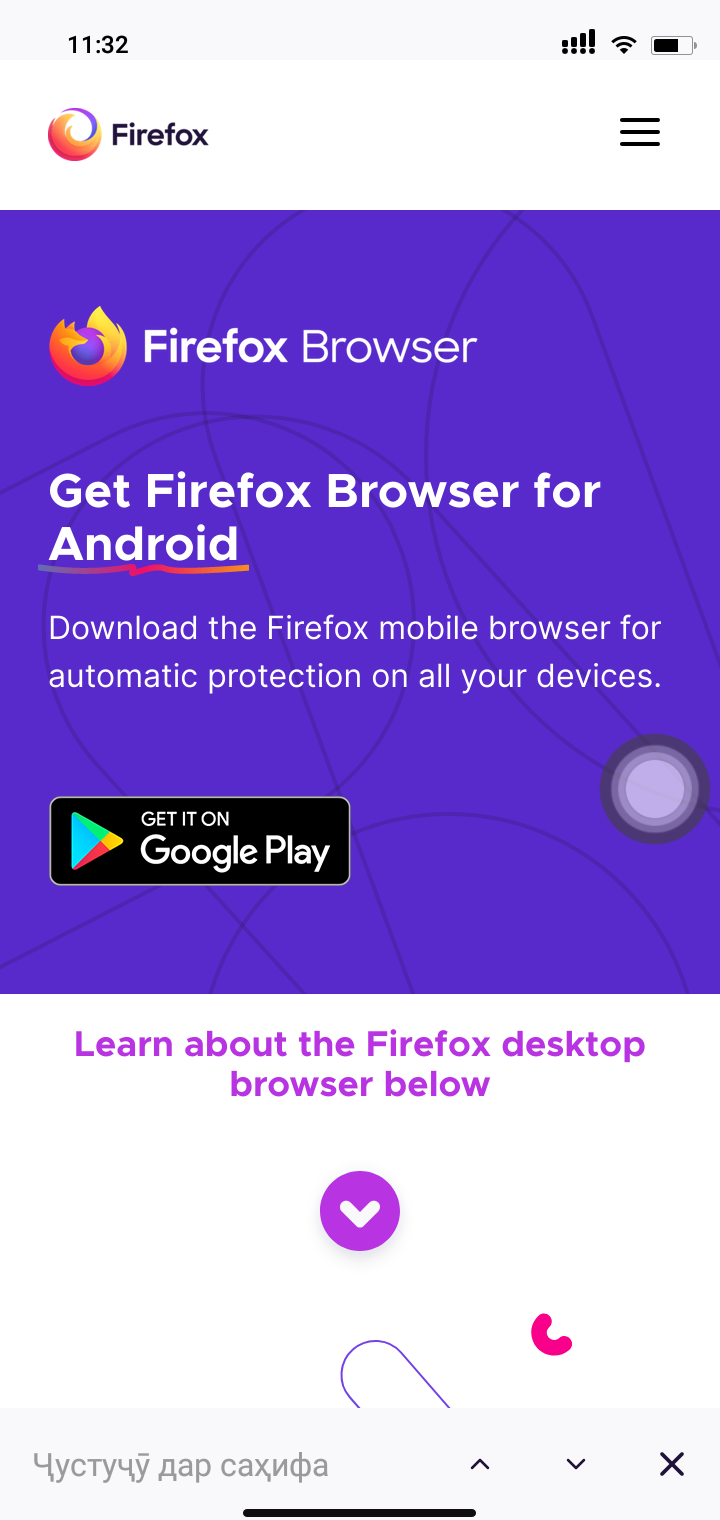 11:32
Firefox
Firefox Browser
Get Firefox Browser for
Android
Download the Firefox mobile browser for
automatic protection on all your devices.
GET IT ON
Google Play
Learn about the Firefox desktop
browser below
Ҷустуҷӯ дар саҳифа